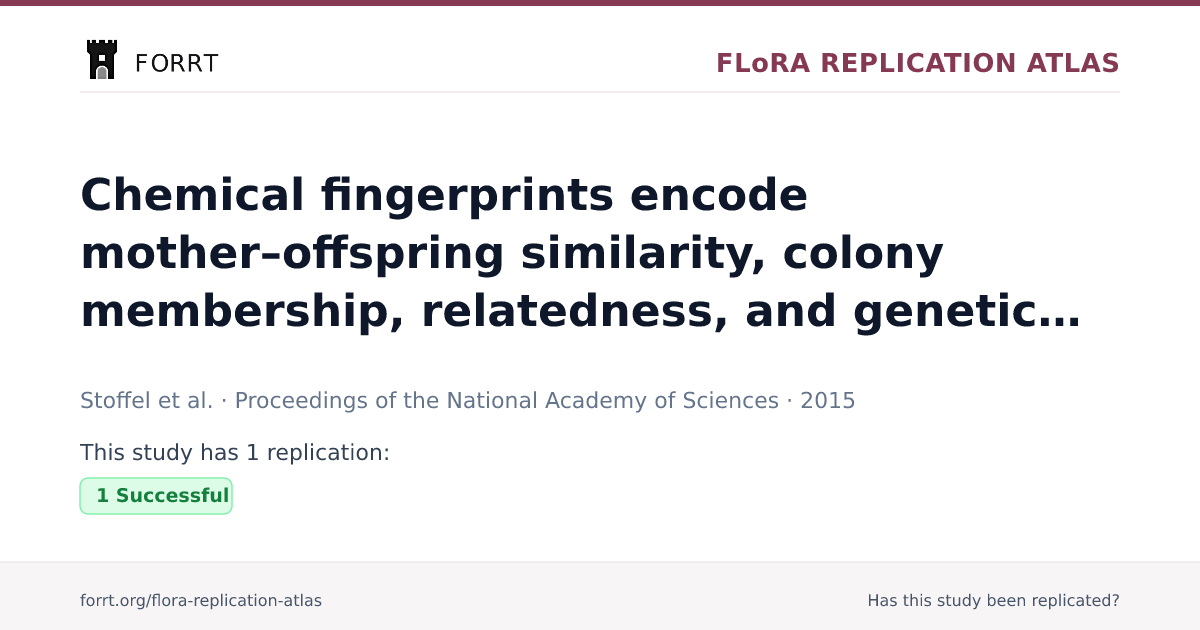 FORRT
FLoRA REPLICATION ATLAS
Chemical fingerprints encode
mother–offspring similarity, colony
membership, relatedness, and genetic…
Stoffel et al. · Proceedings of the National Academy of Sciences · 2015
This study has 1 replication:
1 Successful
forrt.org/flora-replication-atlas
Has this study been replicated?